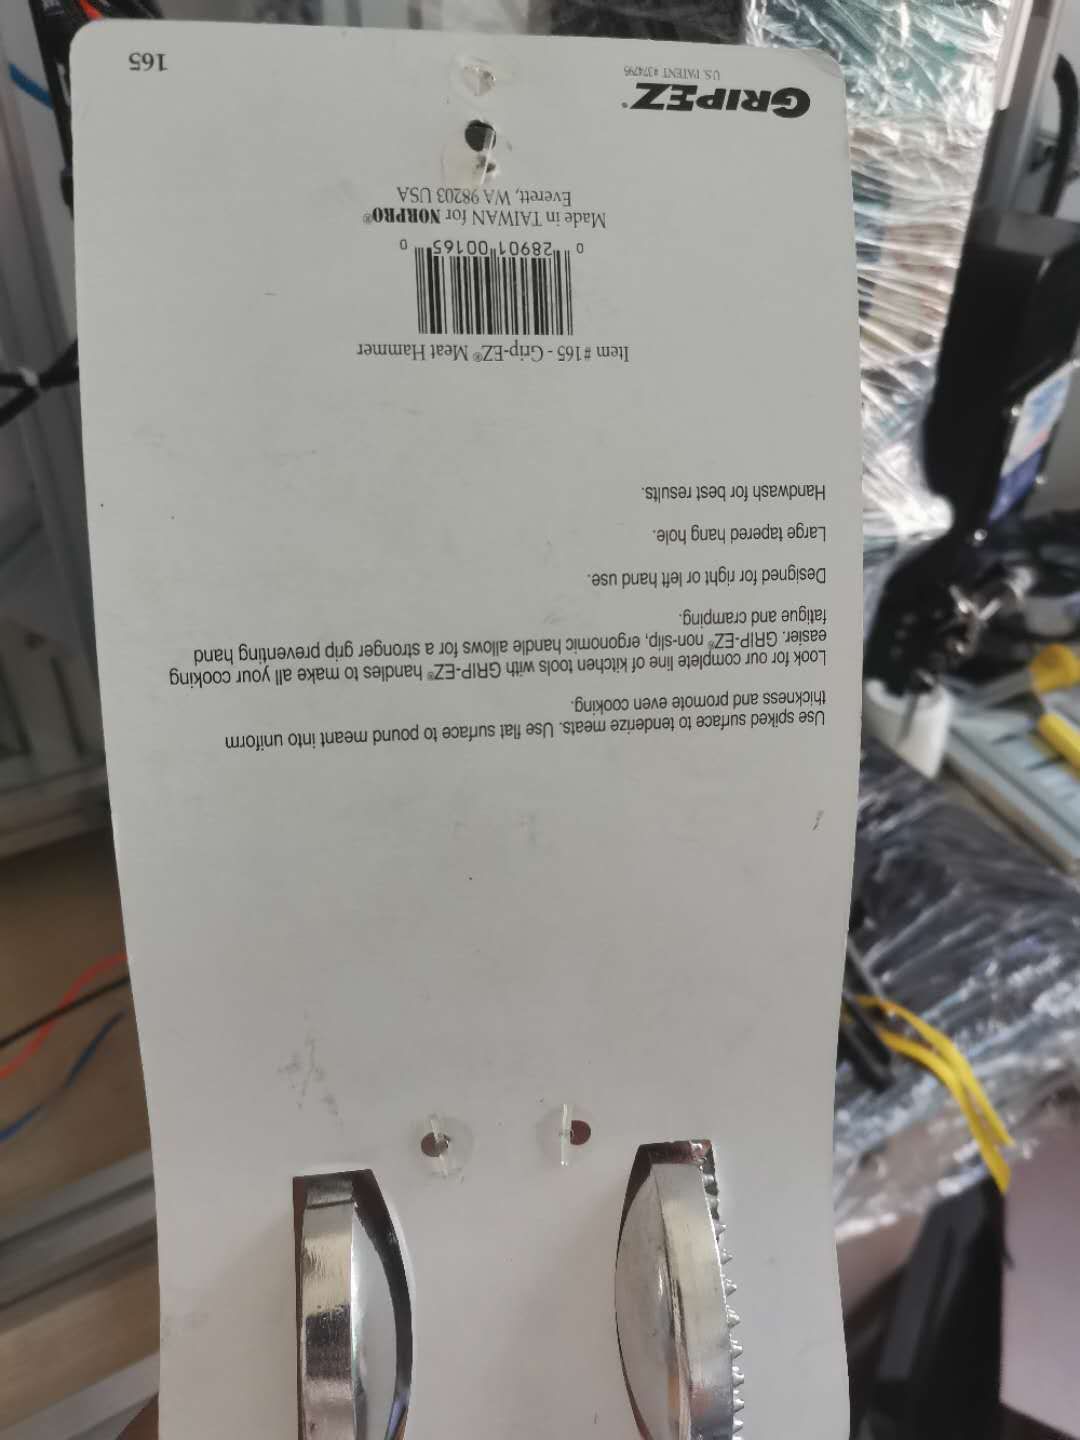 Use spiked surface to tenderize meats. Use flat surface to pound meant into uniform
thickness and promote even cooking.
Look for our complete line of kitchen tools with GRIP-EZ® handles to make all your cooking
easier. GRIP-EZ® non-slip, ergonomic handle allows for a stronger grip preventing hand
fatigue and cramping.
Designed for right or left hand use.
Large tapered hang hole.
Handwash for best results.
Item #165 - Grip-EZ® Meat Hammer
0 28901 00165 0
Made in TAIWAN for NORPRO®
Everett, WA 98203 USA
GRIPEZ®
U.S. PATENT #374795
165